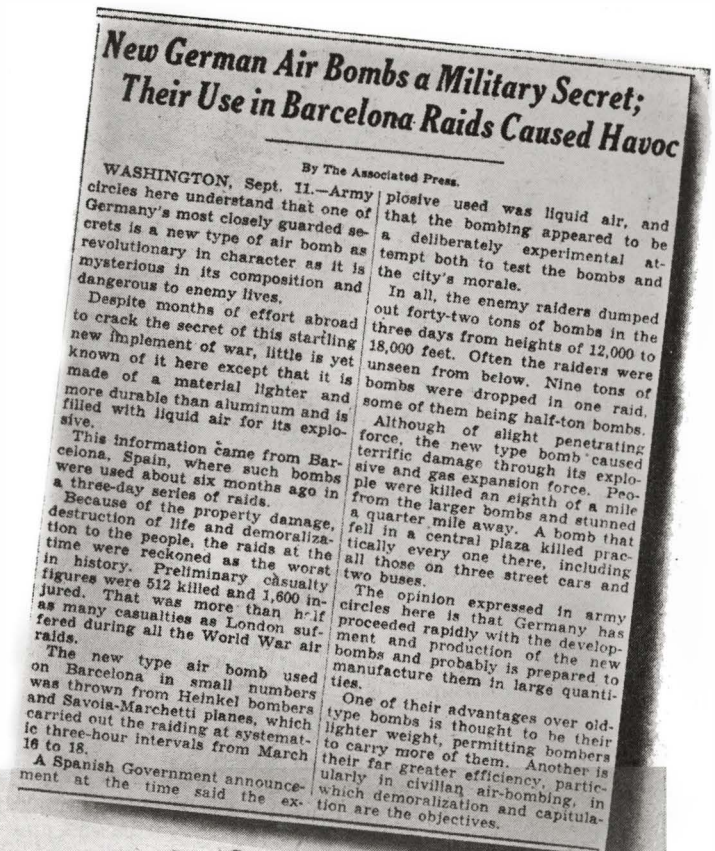 New German Air Bombs a Military Secret;
Their Use in Barcelona Raids Caused Havoc
By The Associated Press.
WASHINGTON, Sept. 11.—Army
circles here understand that one of
Germany's most closely guarded se-
crets is a new type of air bomb as
revolutionary in character as it is
mysterious in its composition and
dangerous to enemy lives.
Despite months of effort abroad
to crack the secret of this startling
new implement of war, little is yet
known of it here except that it is
made of a material lighter and
more durable than aluminum and is
filled with liquid air for its explo-
sive.
This information came from Bar-
celona, Spain, where such bombs
were used about six months ago in
a three-day series of raids.
Because of the property damage,
destruction of life and demoraliza-
tion to the people, the raids at the
time were reckoned as the worst
in history. Preliminary casualty
figures were 512 killed and 1,600 in-
jured. That was more than half
as many casualties as London suf-
fered during all the World War air
raids.
The new type air bomb used
on Barcelona in small numbers
was thrown from Heinkel bombers
and Savoia-Marchetti planes, which
carried out the raiding at systemat-
ic three-hour intervals from March
16 to 18.
A Spanish Government announce-
ment at the time said the ex-
plosive used was liquid air, and
that the bombing appeared to be
a deliberately experimental at-
tempt both to test the bombs and
the city's morale.
In all, the enemy raiders dumped
out forty-two tons of bombs in the
three days from heights of 12,000 to
18,000 feet. Often the raiders were
unseen from below. Nine tons of
bombs were dropped in one raid,
some of them being half-ton bombs.
Although of slight penetrating
force, the new type bomb caused
terrific damage through its explo-
sive and gas expansion force. Peo-
ple were killed an eighth of a mile
from the larger bombs and stunned
a quarter mile away. A bomb that
fell in a central plaza killed prac-
tically every one there, including
all those on three street cars and
two buses.
The opinion expressed in army
circles here is that Germany has
proceeded rapidly with the develop-
ment and production of the new
bombs and probably is prepared to
manufacture them in large quanti-
ties.
One of their advantages over old-
type bombs is thought to be their
lighter weight, permitting bombers
to carry more of them. Another is
their far greater efficiency, partic-
ularly in civilian air-bombing, in
which demoralization and capitula-
tion are the objectives.